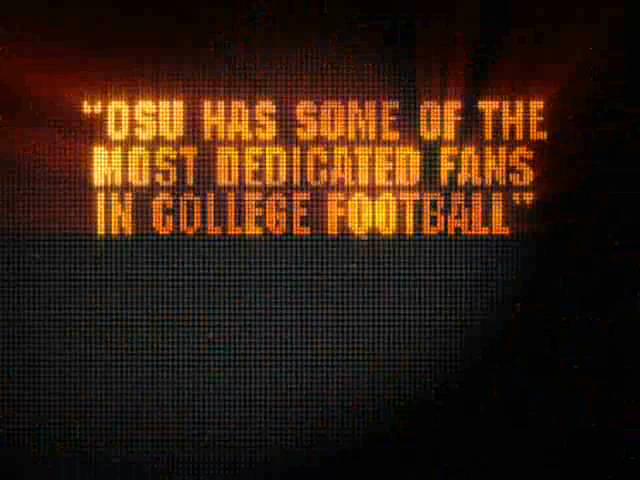 “OSU HAS SOME OF THE
MOST DEDICATED FANS
IN COLLEGE FOOTBALL”